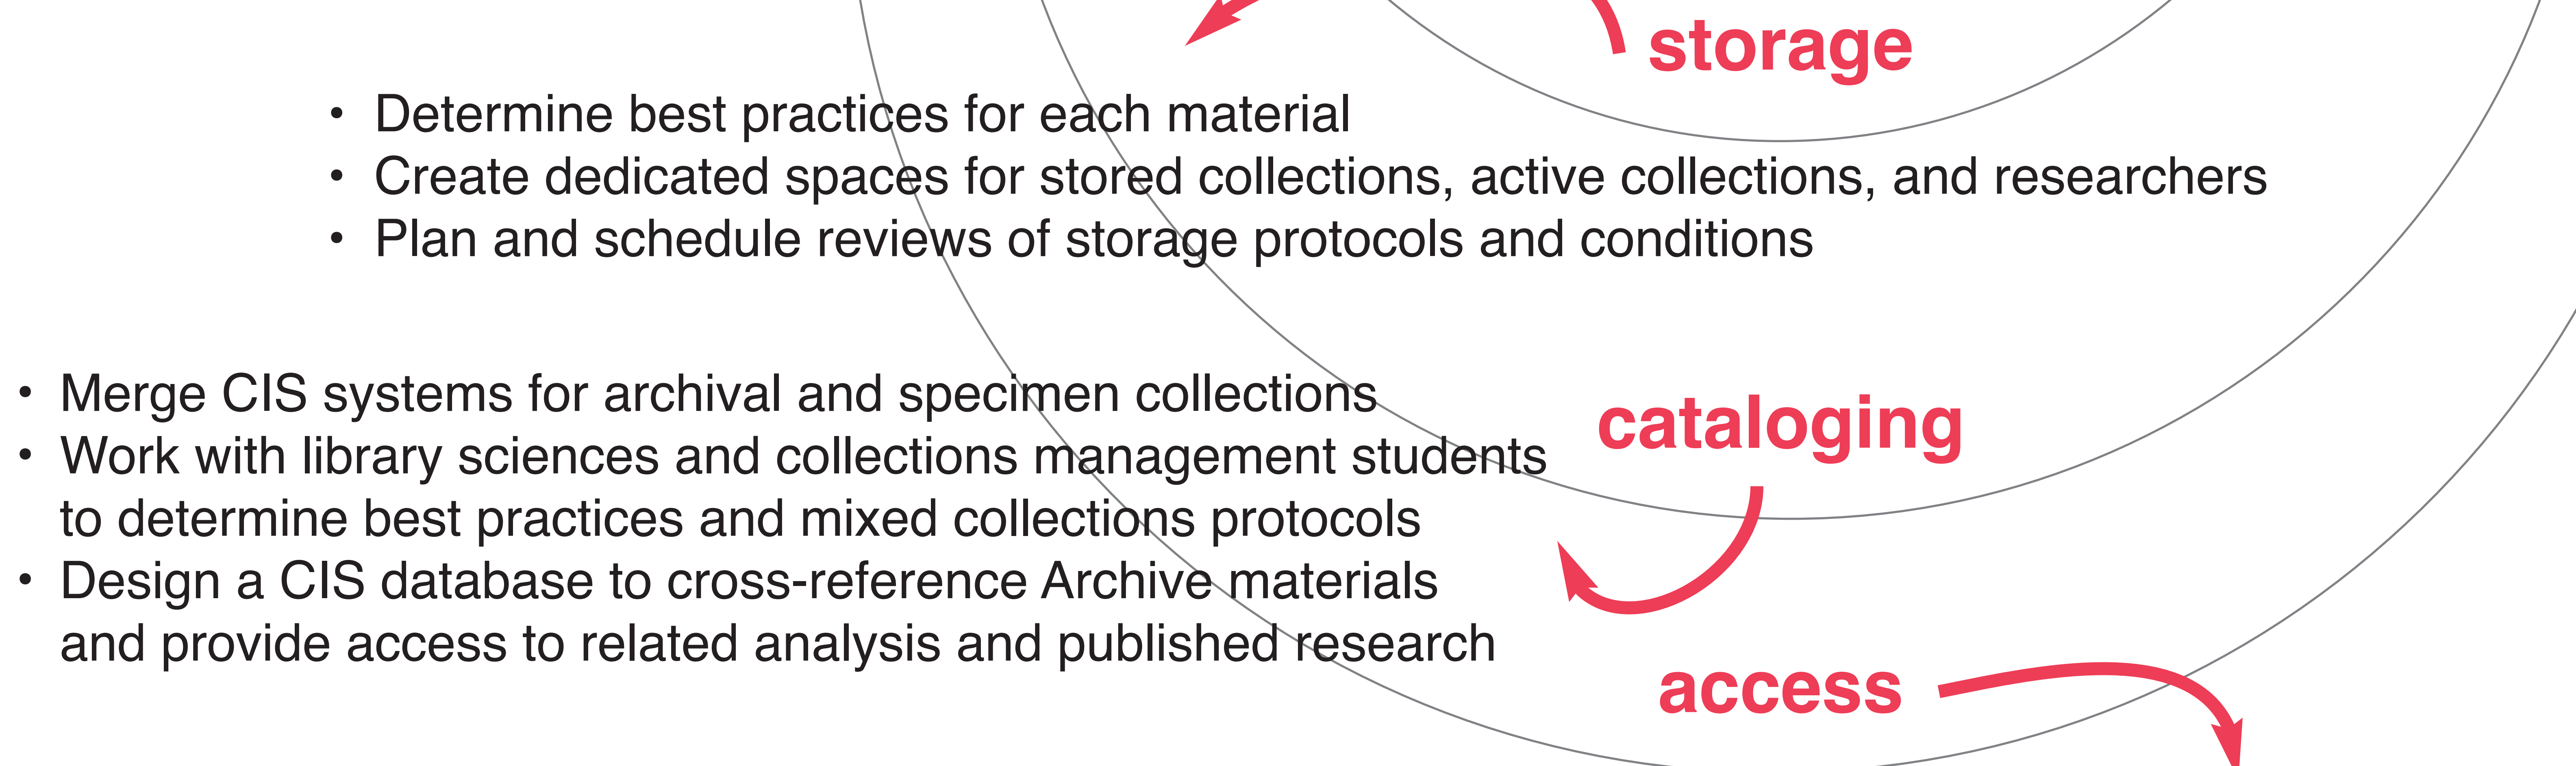 storage
• Determine best practices for each material
• Create dedicated spaces for stored collections, active collections, and researchers
• Plan and schedule reviews of storage protocols and conditions
• Merge CIS systems for archival and specimen collections
• Work with library sciences and collections management students
to determine best practices and mixed collections protocols
• Design a CIS database to cross-reference Archive materials
and provide access to related analysis and published research
cataloging
access